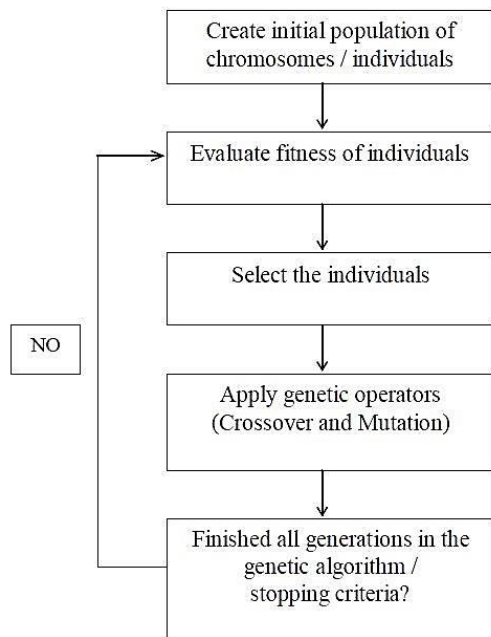 Create initial population of
chromosomes / individuals
Evaluate fitness of individuals
Select the individuals
NO
Apply genetic operators
(Crossover and Mutation)
Finished all generations in the
genetic algorithm /
stopping criteria?